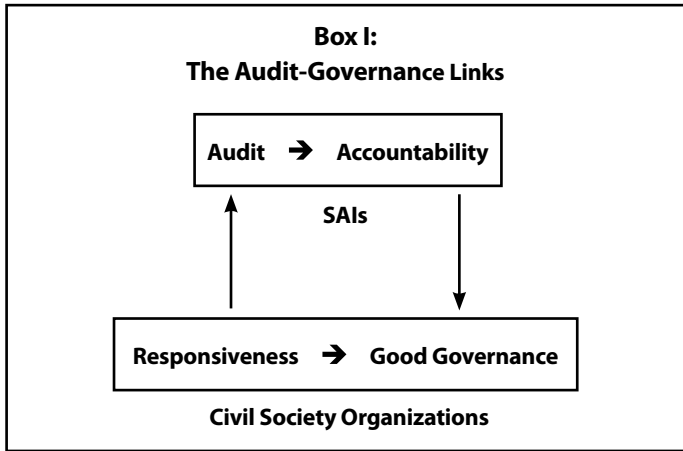 Box I:
The Audit-Governance Links
Audit ➔ Accountability
SAIs
Responsiveness ➔ Good Governance
Civil Society Organizations